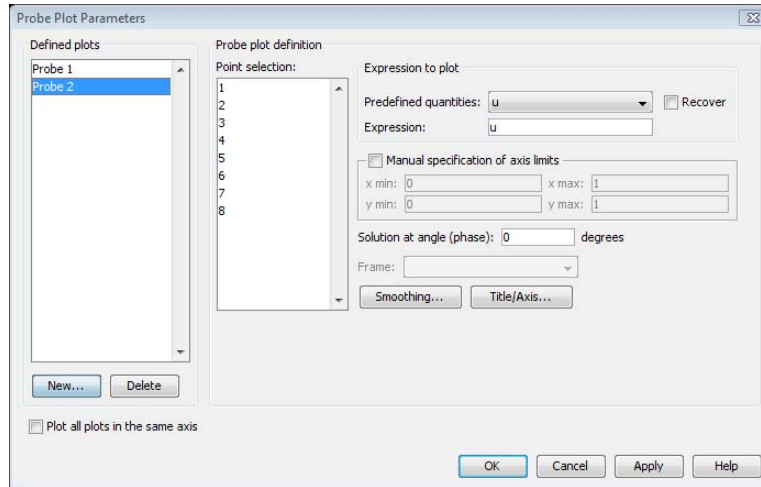 Probe Plot Parameters
Defined plots
Probe 1
Probe 2
New...
Delete
Plot all plots in the same axis
Probe plot definition
Point selection:
1
2
3
4
5
6
7
8
Expression to plot
Predefined quantities: u Recover
Expression: u
Manual specification of axis limits
x min: 0 x max: 1
y min: 0 y max: 1
Solution at angle (phase): 0 degrees
Frame:
Smoothing... Title/Axis...
OK Cancel Apply Help